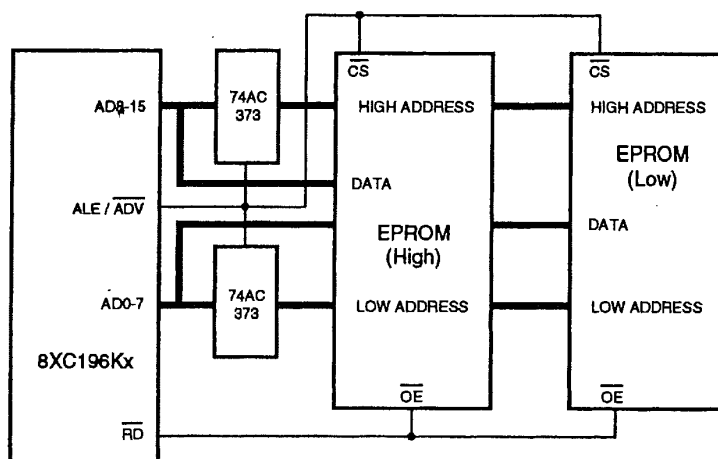 8XC196Kx
AD8-15
ALE / ADV
AD0-7
RD
74AC
373
74AC
373
CS
HIGH ADDRESS
DATA
EPROM
(High)
LOW ADDRESS
OE
CS
HIGH ADDRESS
EPROM
(Low)
DATA
LOW ADDRESS
OE